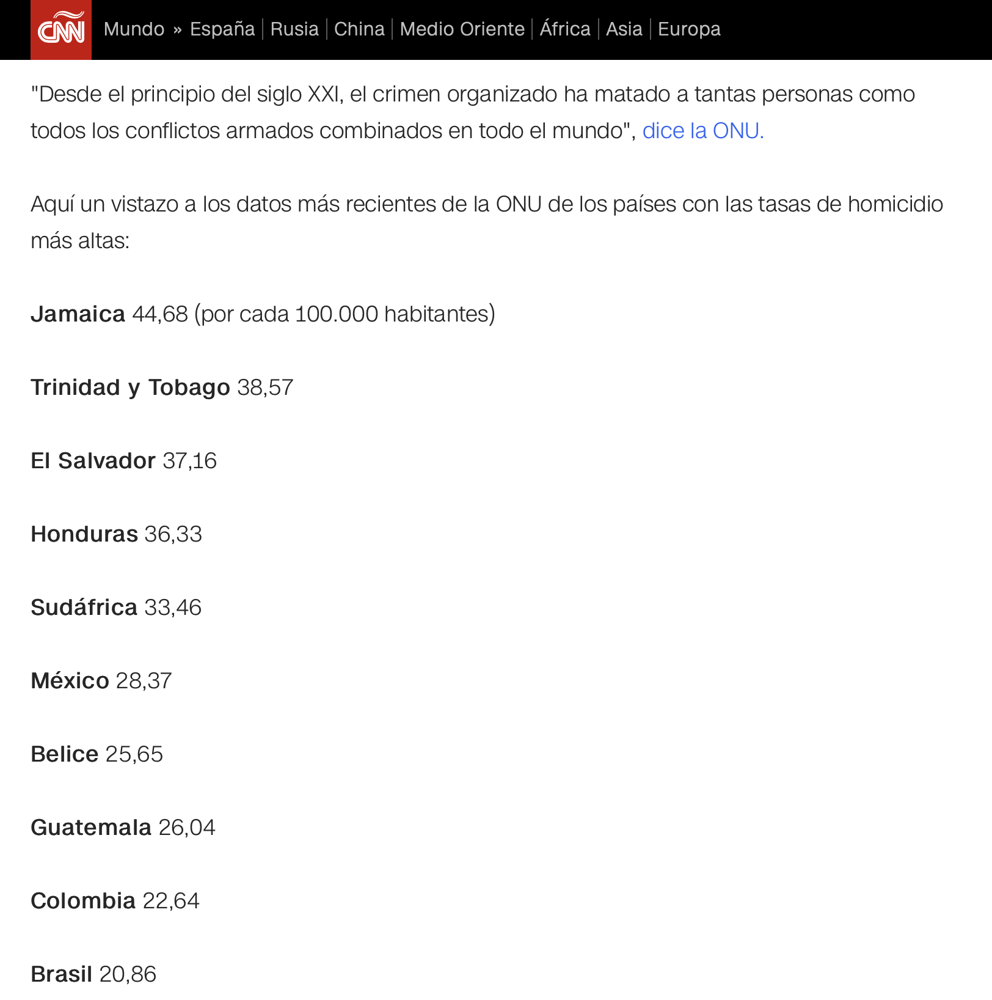 CNN Mundo » España | Rusia | China | Medio Oriente | África | Asia | Europa
"Desde el principio del siglo XXI, el crimen organizado ha matado a tantas personas como
todos los conflictos armados combinados en todo el mundo", dice la ONU.
Aquí un vistazo a los datos más recientes de la ONU de los países con las tasas de homicidio
más altas:
Jamaica 44,68 (por cada 100.000 habitantes)
Trinidad y Tobago 38,57
El Salvador 37,16
Honduras 36,33
Sudáfrica 33,46
México 28,37
Belice 25,65
Guatemala 26,04
Colombia 22,64
Brasil 20,86